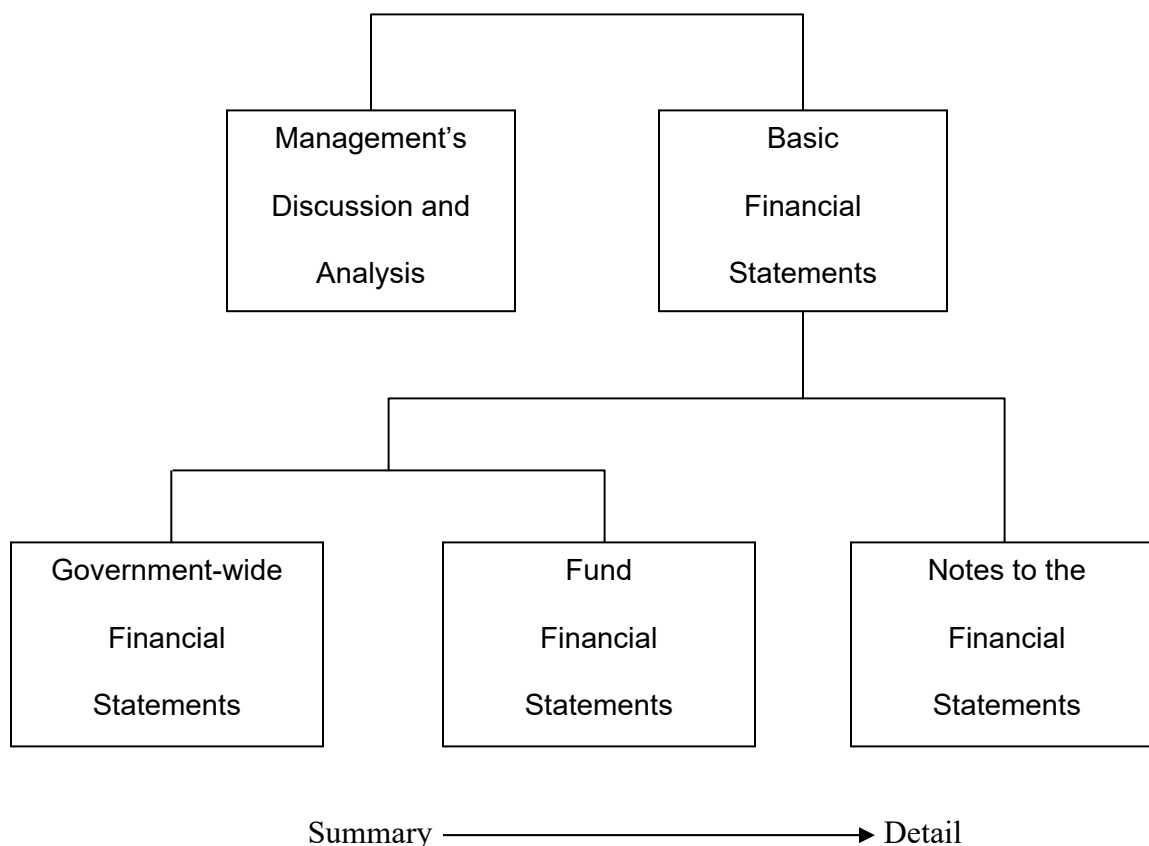 Management’s
Discussion and
Analysis
Basic
Financial
Statements
Government-wide
Financial
Statements
Fund
Financial
Statements
Notes to the
Financial
Statements
Summary
Detail